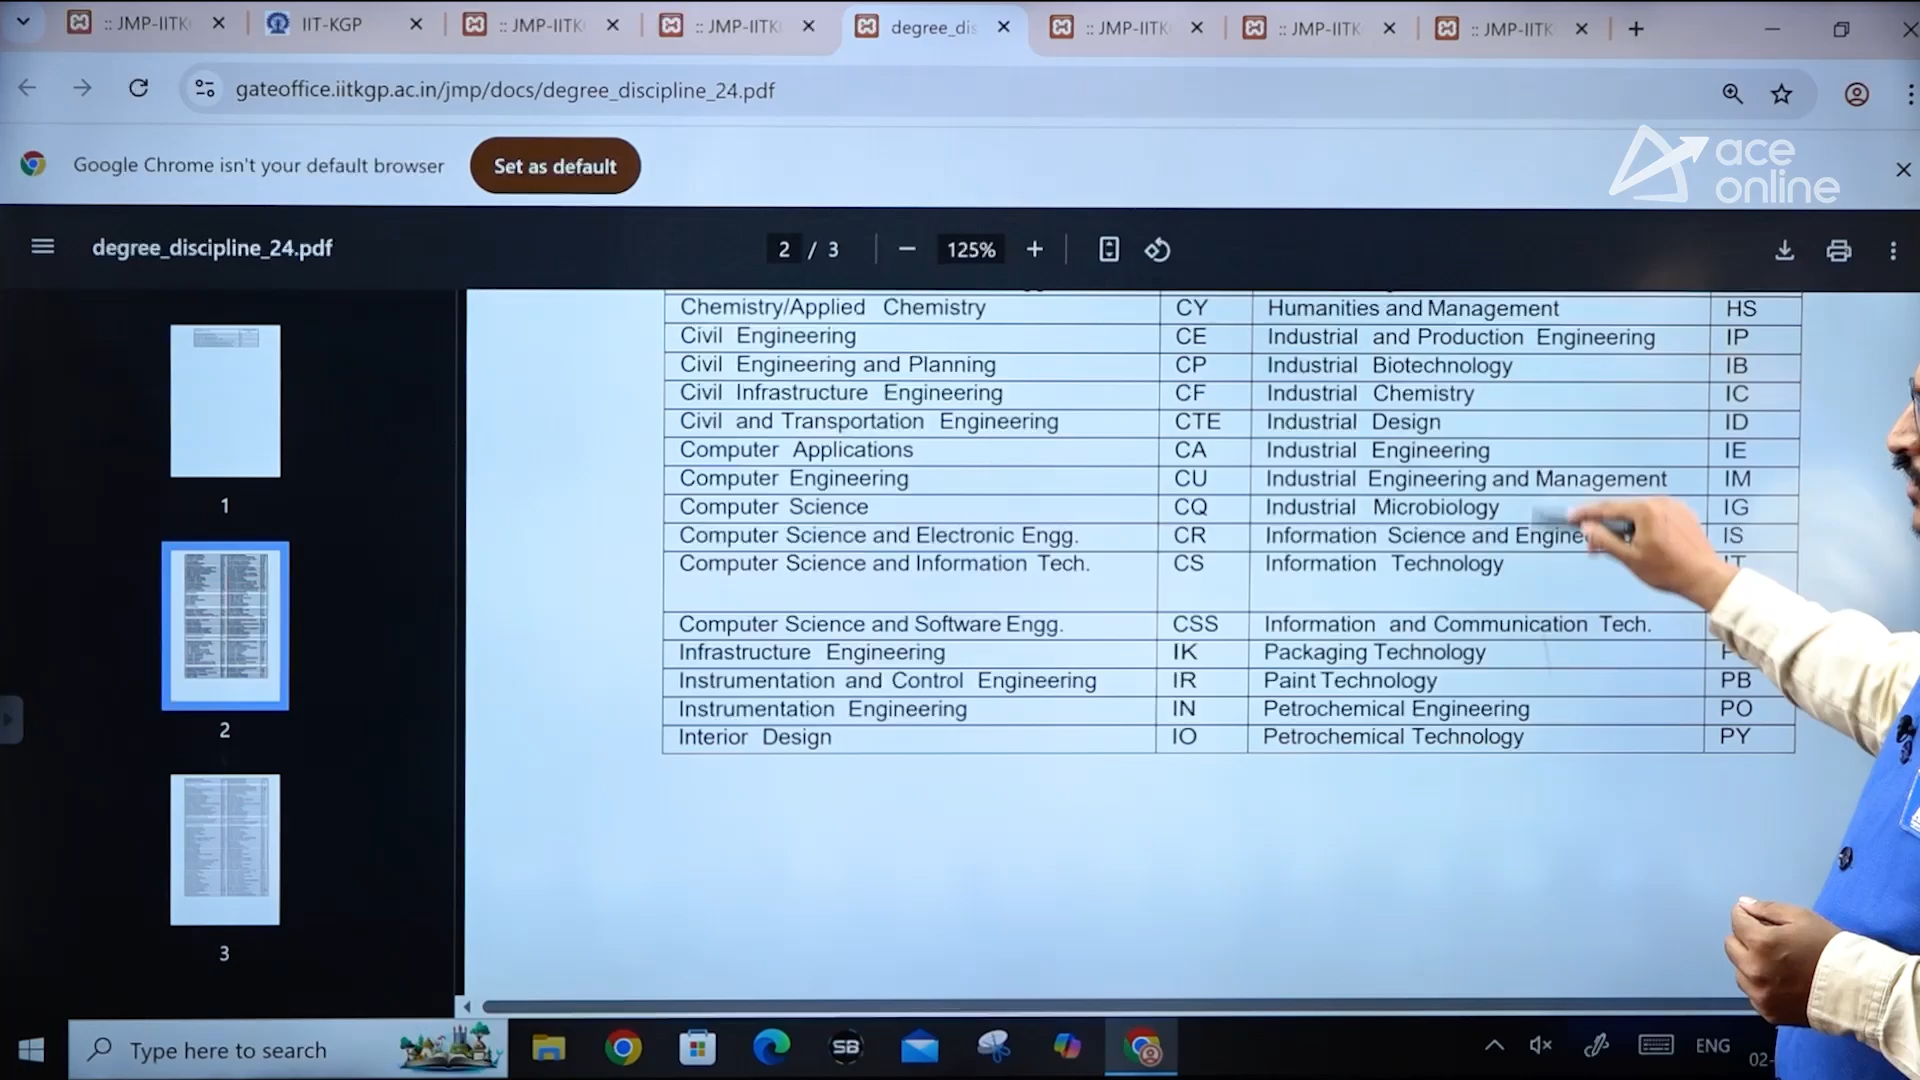 :: JMP-IITK
IIT-KGP
:: JMP-IITK
:: JMP-IITK
degree_dis
:: JMP-IITK
:: JMP-IITK
:: JMP-IITK
gateoffice.iitkgp.ac.in/jmp/docs/degree_discipline_24.pdf
Google Chrome isn't your default browser
Set as default
ace
online
degree_discipline_24.pdf
2 / 3
125%
Chemistry/Applied Chemistry CY Humanities and Management HS
Civil Engineering CE Industrial and Production Engineering IP
Civil Engineering and Planning CP Industrial Biotechnology IB
Civil Infrastructure Engineering CF Industrial Chemistry IC
Civil and Transportation Engineering CTE Industrial Design ID
Computer Applications CA Industrial Engineering IE
Computer Engineering CU Industrial Engineering and Management IM
Computer Science CQ Industrial Microbiology IG
Computer Science and Electronic Engg. CR Information Science and IS
Computer Science and Information Tech. CS Information Technology IT
Computer Science and Software Engg. CSS Information and Communication Tech.
Infrastructure Engineering IK Packaging Technology
Instrumentation and Control Engineering IR Paint Technology PB
Instrumentation Engineering IN Petrochemical Engineering PO
Interior Design IO Petrochemical Technology PY
1
2
3
Type here to search
SB
ENG
02-